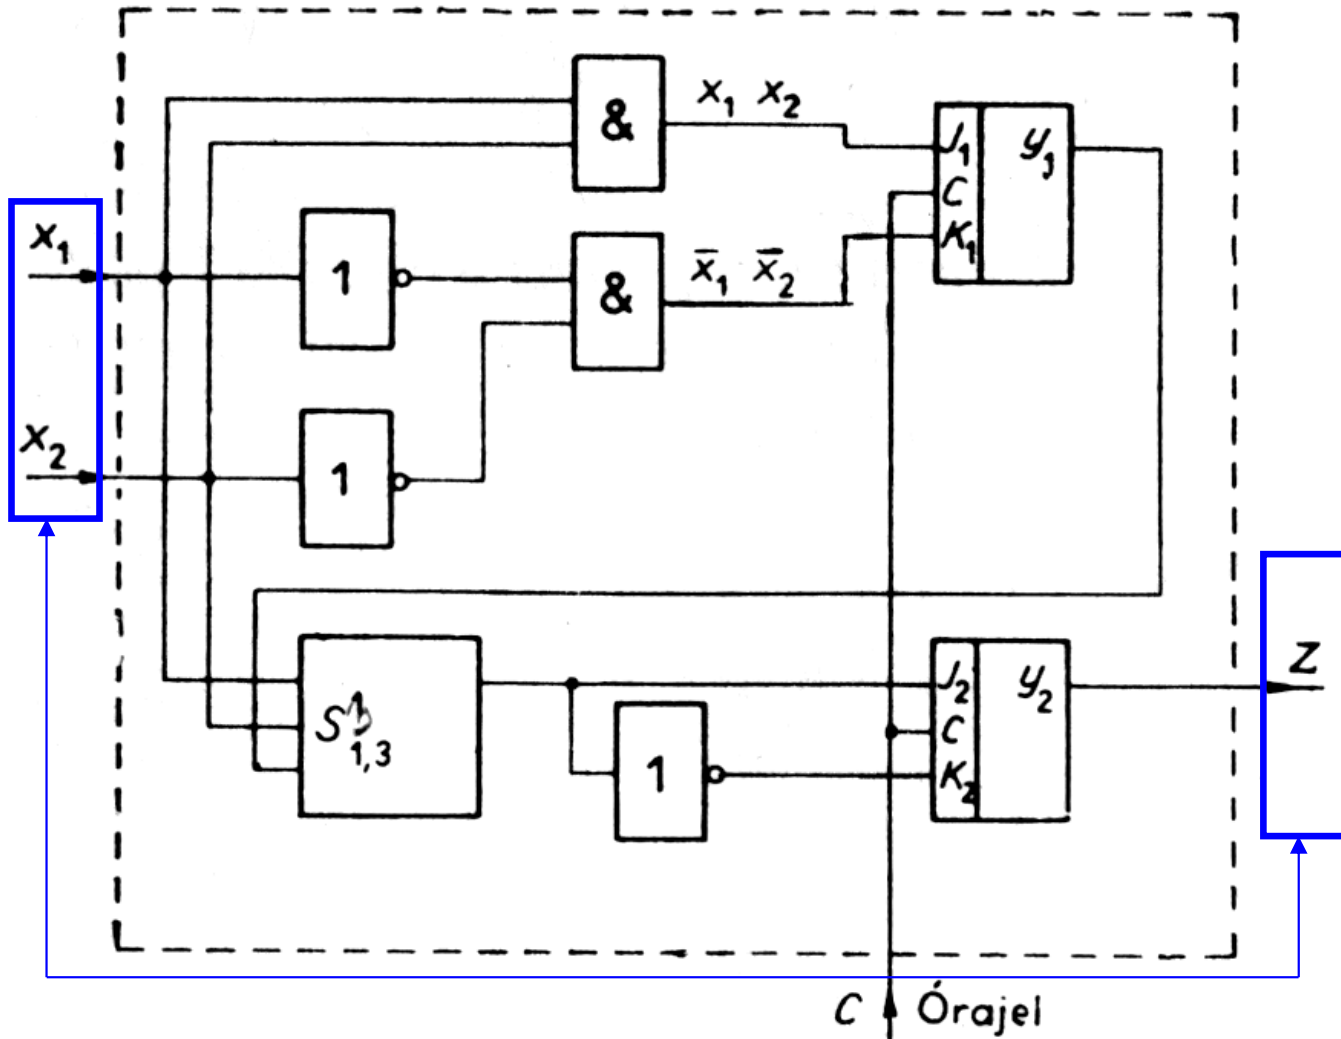 &
x₁ x₂
J₁
C
K₁
y₁
x₁
1
&
x̄₁ x̄₂
x₂
1
S
1,3
1
J₂
C
K₂
y₂
Z
C Órajel